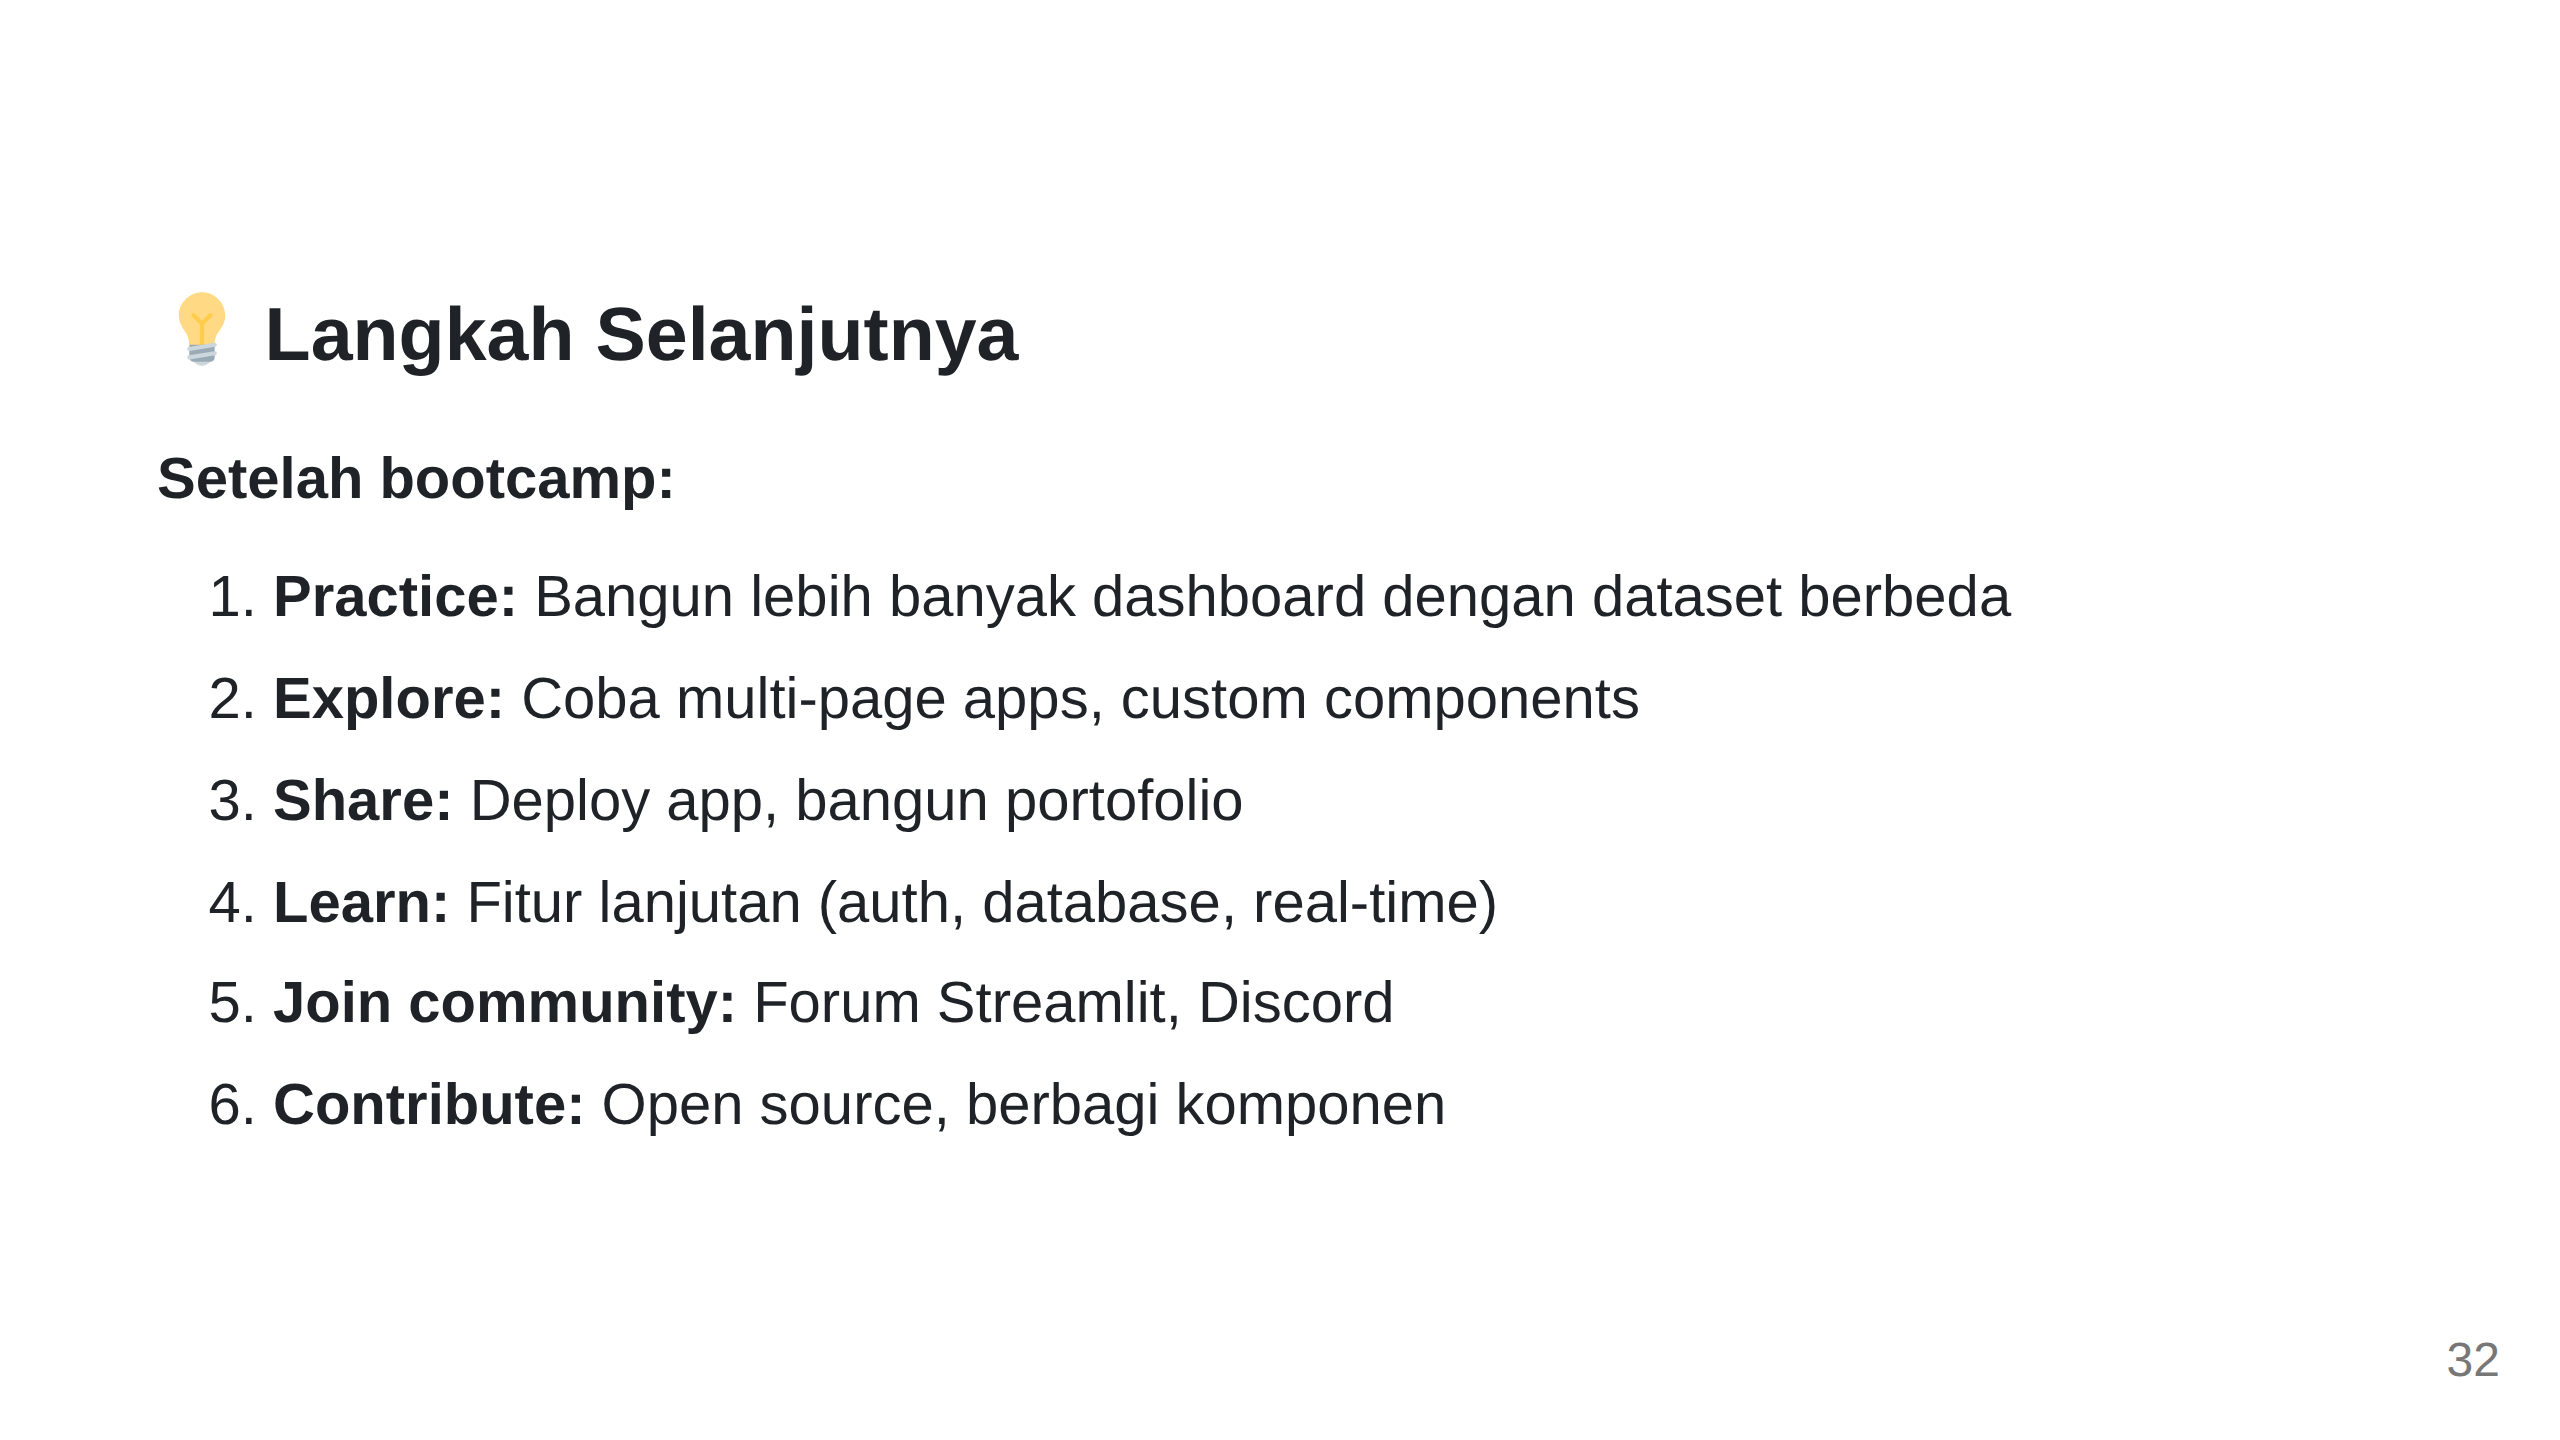 💡 Langkah Selanjutnya
Setelah bootcamp:
1. Practice: Bangun lebih banyak dashboard dengan dataset berbeda
2. Explore: Coba multi-page apps, custom components
3. Share: Deploy app, bangun portofolio
4. Learn: Fitur lanjutan (auth, database, real-time)
5. Join community: Forum Streamlit, Discord
6. Contribute: Open source, berbagi komponen
32